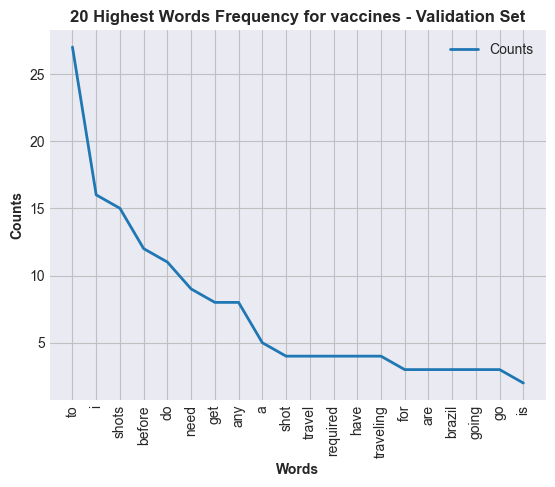 20 Highest Words Frequency for vaccines - Validation Set
Counts
Counts
25
20
15
10
5
to
i
shots
before
do
need
get
any
a
shot
travel
required
have
traveling
for
are
brazil
going
go
is
Words